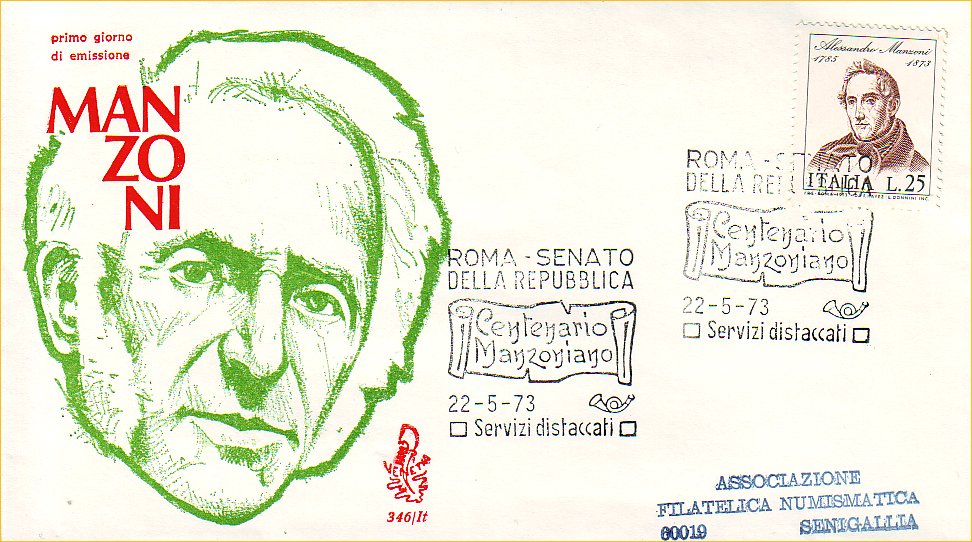 primo giorno
di emissione
MAN
ZO
NI
Alessandro Manzoni
1785 1873
ITALIA L.25
ROMA - SENATO
DELLA REPUBBLICA
Centenario
Manzoniano
22-5-73
Servizi distaccati
ROMA - SENATO
DELLA
Centenario
Manzoniano
22-5-73
Servizi distaccati
VENETIA
346/It
ASSOCIAZIONE
FILATELICA NUMISMATICA
60019 SENIGALLIA